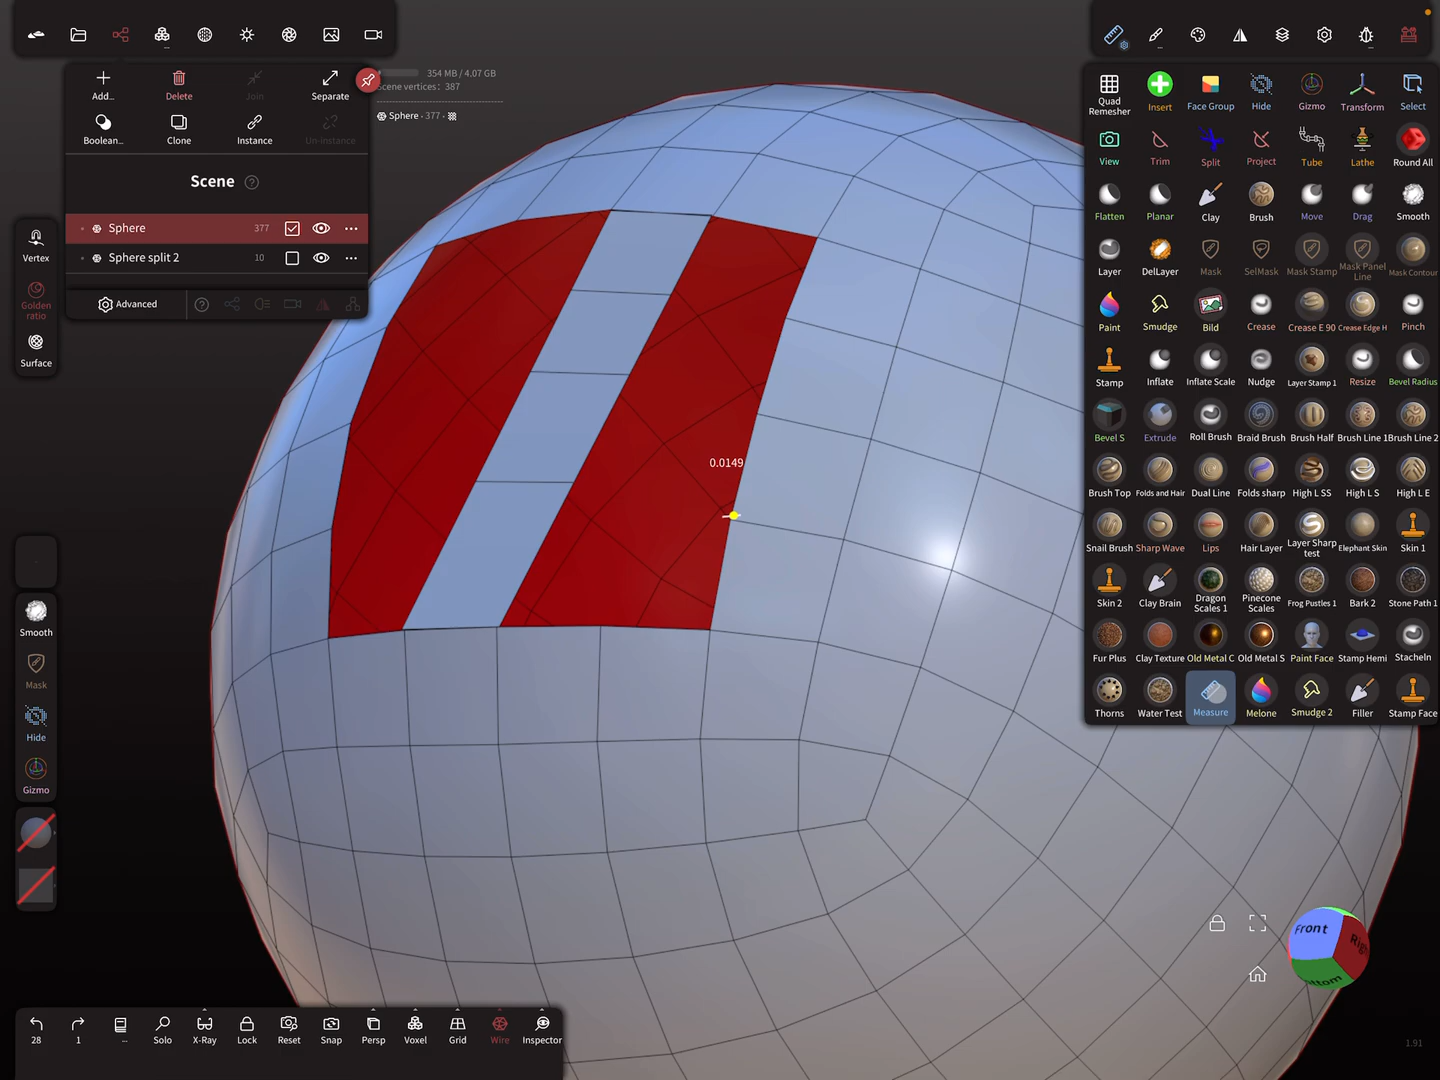 354 MB / 4.07 GB
Scene vertices: 387
Sphere · 377 ·
Add...
Delete
Join
Separate
Boolean...
Clone
Instance
Un-instance
Scene
Sphere
377
Sphere split 2
10
Advanced
Vertex
Golden ratio
Surface
Smooth
Mask
Hide
Gizmo
0.0149
Quad Remesher
Insert
Face Group
Hide
Gizmo
Transform
Select
View
Trim
Split
Project
Tube
Lathe
Round All
Flatten
Planar
Clay
Brush
Move
Drag
Smooth
Layer
DelLayer
Mask
SelMask
Mask Stamp
Mask Panel Line
Mask Contour
Paint
Smudge
Bild
Crease
Crease E 90
Crease Edge H
Pinch
Stamp
Inflate
Inflate Scale
Nudge
Layer Stamp 1
Resize
Bevel Radius
Bevel S
Extrude
Roll Brush
Braid Brush
Brush Half
Brush Line 1
Brush Line 2
Brush Top
Folds and Hair
Dual Line
Folds sharp
High L SS
High L S
High L E
Snail Brush
Sharp Wave
Lips
Hair Layer
Layer Sharp test
Elephant Skin
Skin 1
Skin 2
Clay Brain
Dragon Scales 1
Pinecone Scales
Frog Pustles 1
Bark 2
Stone Path 1
Fur Plus
Clay Texture
Old Metal C
Old Metal S
Paint Face
Stamp Hemi
Stacheln
Thorns
Water Test
Measure
Melone
Smudge 2
Filler
Stamp Face
Front
1.91
28
1
...
Solo
X-Ray
Lock
Reset
Snap
Persp
Voxel
Grid
Wire
Inspector